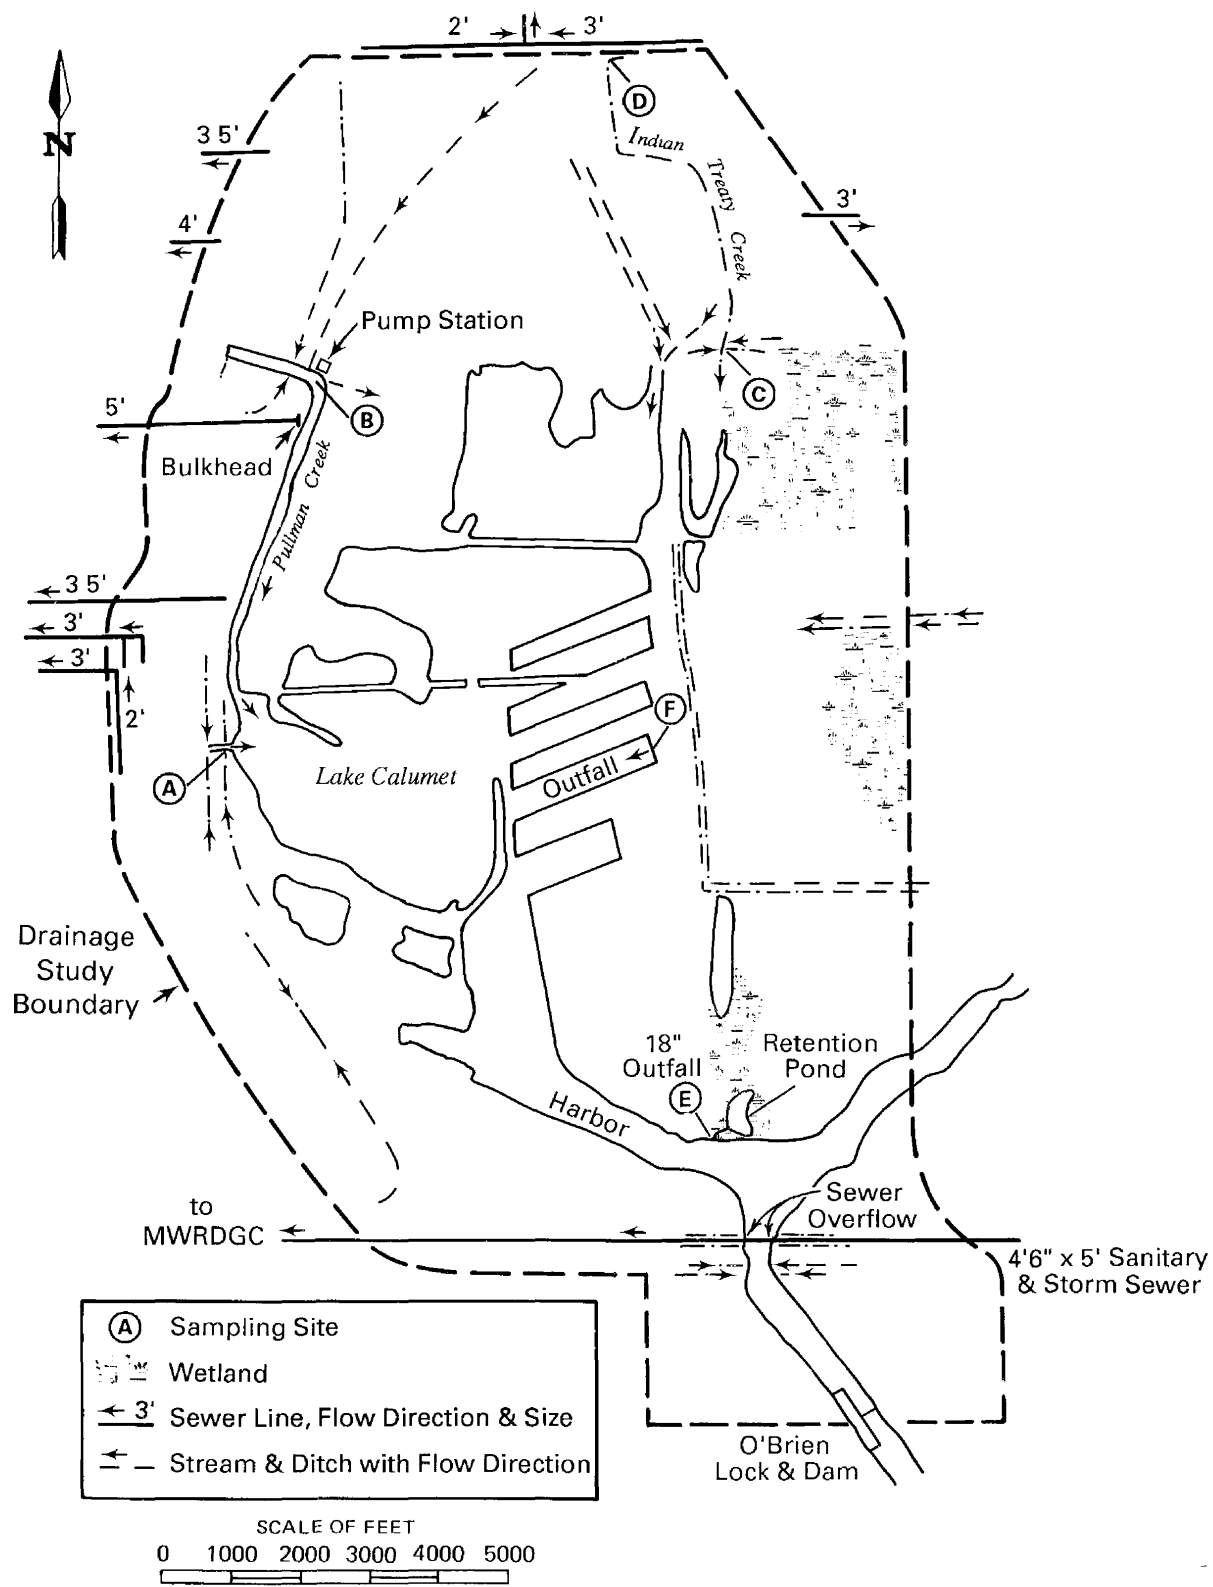 2' 3'
D
N
Indian
Treaty
Creek
3 5'
3'
4'
Pump Station
C
B
5'
Bulkhead
Pullman Creek
3 5'
3'
3'
2'
F
A
Lake Calumet
Outfall
Drainage
Study
Boundary
18"
Outfall
Retention
Pond
E
Harbor
Sewer
Overflow
to
MWRDGC
4'6" x 5' Sanitary
& Storm Sewer
A Sampling Site
Wetland
3' Sewer Line, Flow Direction & Size
Stream & Ditch with Flow Direction
O'Brien
Lock & Dam
SCALE OF FEET
0 1000 2000 3000 4000 5000